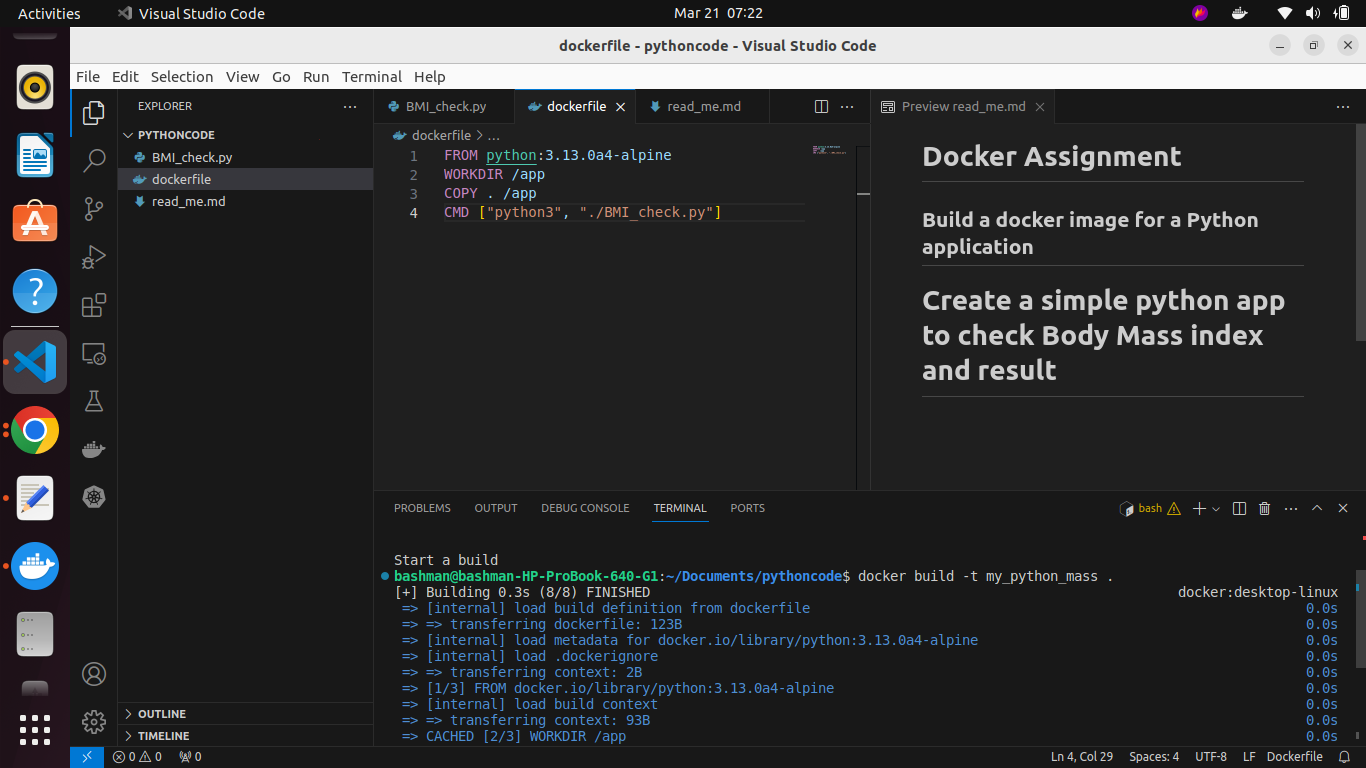 Activities Visual Studio Code Mar 21 07:22
dockerfile - pythoncode - Visual Studio Code
File Edit Selection View Go Run Terminal Help
EXPLORER
PYTHONCODE
BMI_check.py
dockerfile
read_me.md
OUTLINE
TIMELINE
BMI_check.py dockerfile read_me.md
dockerfile > ...
1 FROM python:3.13.0a4-alpine
2 WORKDIR /app
3 COPY . /app
4 CMD ["python3", "./BMI_check.py"]
Preview read_me.md
Docker Assignment
Build a docker image for a Python
application
Create a simple python app
to check Body Mass index
and result
PROBLEMS OUTPUT DEBUG CONSOLE TERMINAL PORTS
bash
Start a build
bashman@bashman-HP-ProBook-640-G1:~/Documents/pythoncode$ docker build -t my_python_mass .
[+] Building 0.3s (8/8) FINISHED docker:desktop-linux
=> [internal] load build definition from dockerfile 0.0s
=> => transferring dockerfile: 123B 0.0s
=> [internal] load metadata for docker.io/library/python:3.13.0a4-alpine 0.0s
=> [internal] load .dockerignore 0.0s
=> => transferring context: 2B 0.0s
=> [1/3] FROM docker.io/library/python:3.13.0a4-alpine 0.0s
=> [internal] load build context 0.0s
=> => transferring context: 93B 0.0s
=> CACHED [2/3] WORKDIR /app 0.0s
0 0 0 Ln 4, Col 29 Spaces: 4 UTF-8 LF Dockerfile